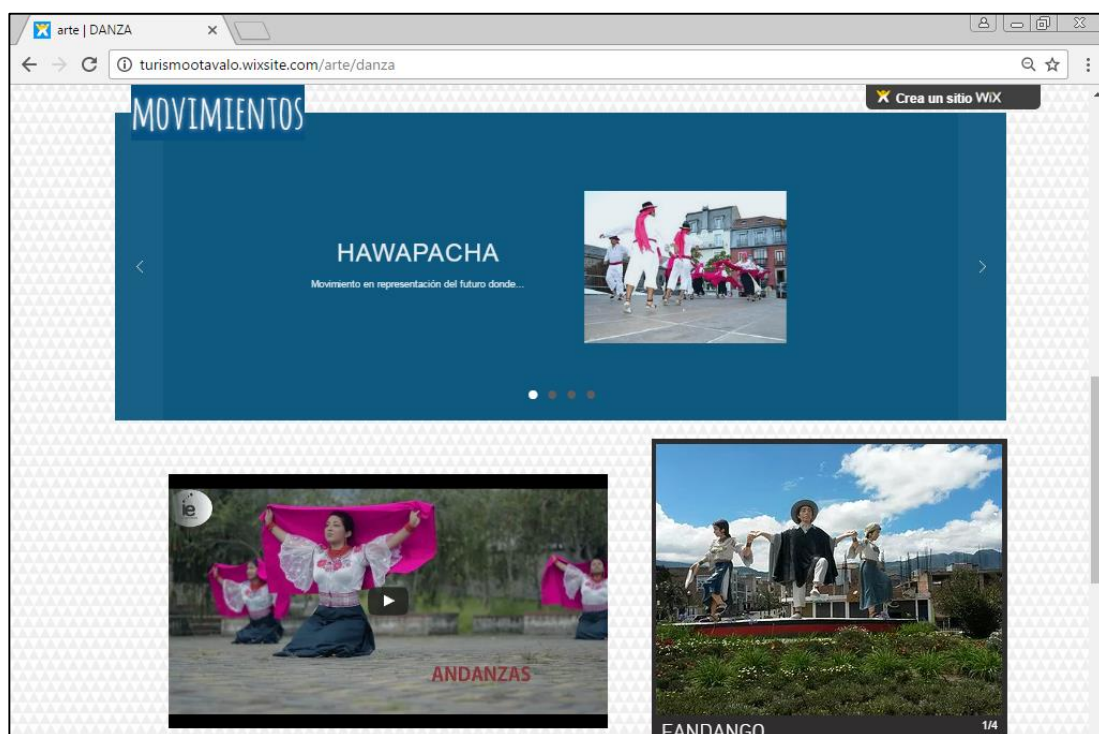 arte | DANZA
turismootavalo.wixsite.com/arte/danza
Crea un sitio WiX
MOVIMIENTOS
HAWAPACHA
Movimiento en representación del futuro donde...
ie
ANDANZAS
FANDANGO
1/4